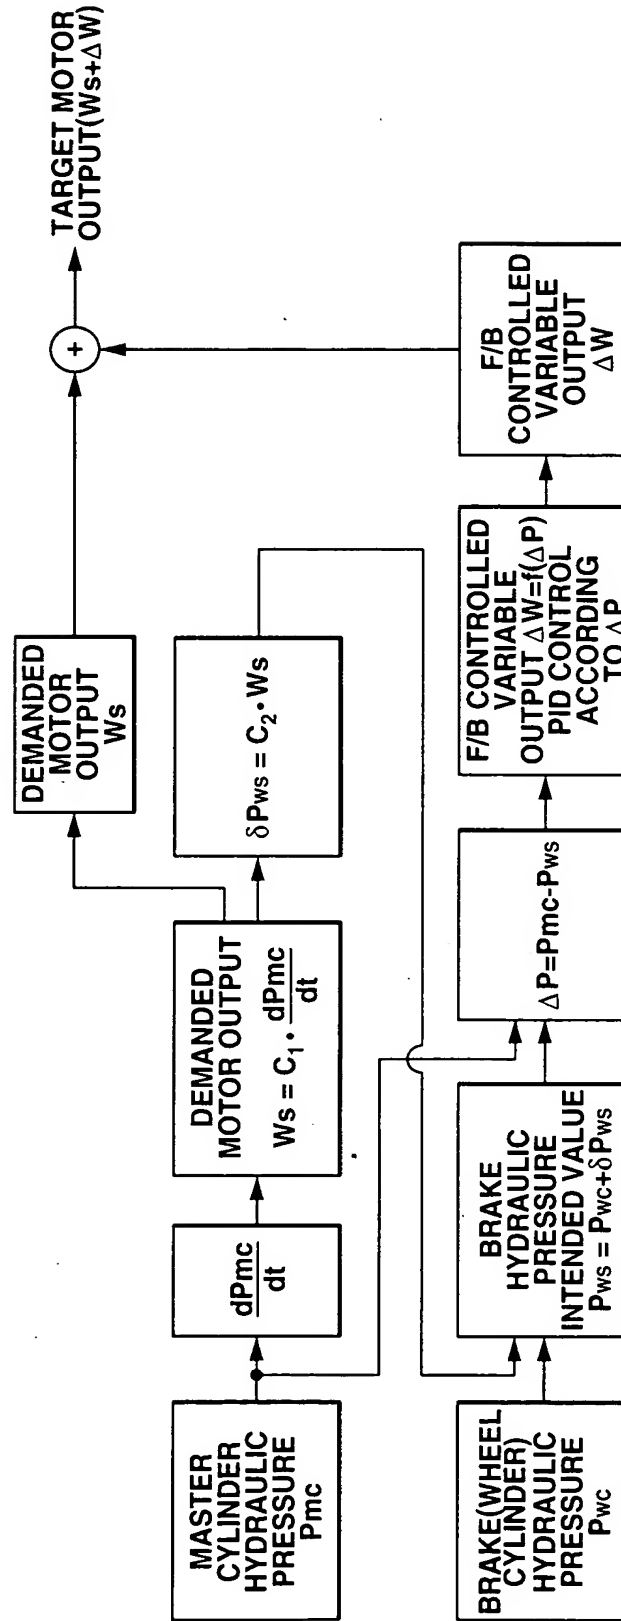 MASTER
CYLINDER
HYDRAULIC
PRESSURE
Pmc
dPmc
dt
DEMANDED
MOTOR OUTPUT
Ws = C₁ · dPmc
dt
DEMANDED
MOTOR
OUTPUT
Ws
δPws = C₂ · Ws
+
TARGET MOTOR
OUTPUT(Ws+ΔW)
BRAKE(WHEEL
CYLINDER)
HYDRAULIC
PRESSURE
Pwc
BRAKE
HYDRAULIC
PRESSURE
INTENDED VALUE
Pws = Pwc+δPws
ΔP=Pmc-Pws
F/B CONTROLLED
VARIABLE
OUTPUT ΔW=f(ΔP)
PID CONTROL
ACCORDING
TO ΔP
F/B
CONTROLLED
VARIABLE
OUTPUT
ΔW